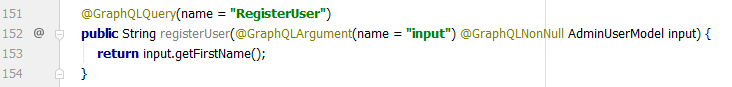 151 @GraphQLQuery(name = "RegisterUser")
152 @ public String registerUser(@GraphQLArgument(name = "input") @GraphQLNonNull AdminUserModel input) {
153 return input.getFirstName();
154 }